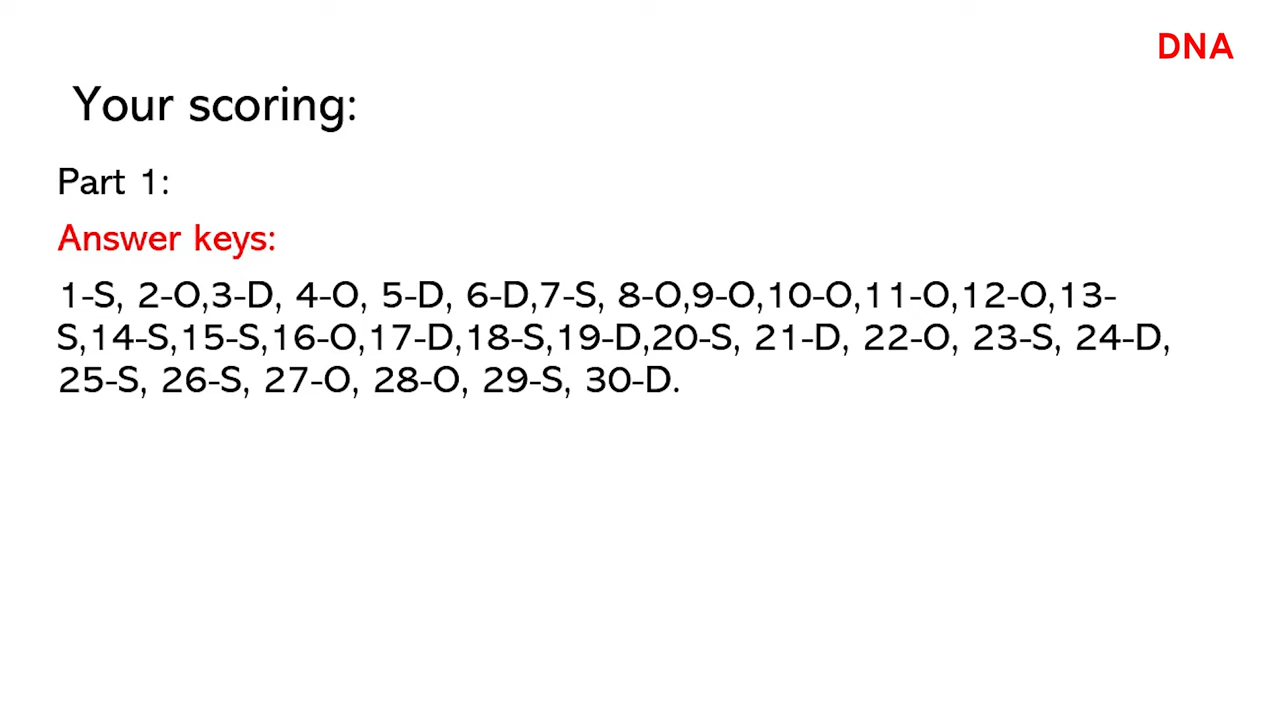 DNA
Your scoring:
Part 1:
Answer keys:
1-S, 2-O,3-D, 4-O, 5-D, 6-D,7-S, 8-O,9-O,10-O,11-O,12-O,13-
S,14-S,15-S,16-O,17-D,18-S,19-D,20-S, 21-D, 22-O, 23-S, 24-D,
25-S, 26-S, 27-O, 28-O, 29-S, 30-D.